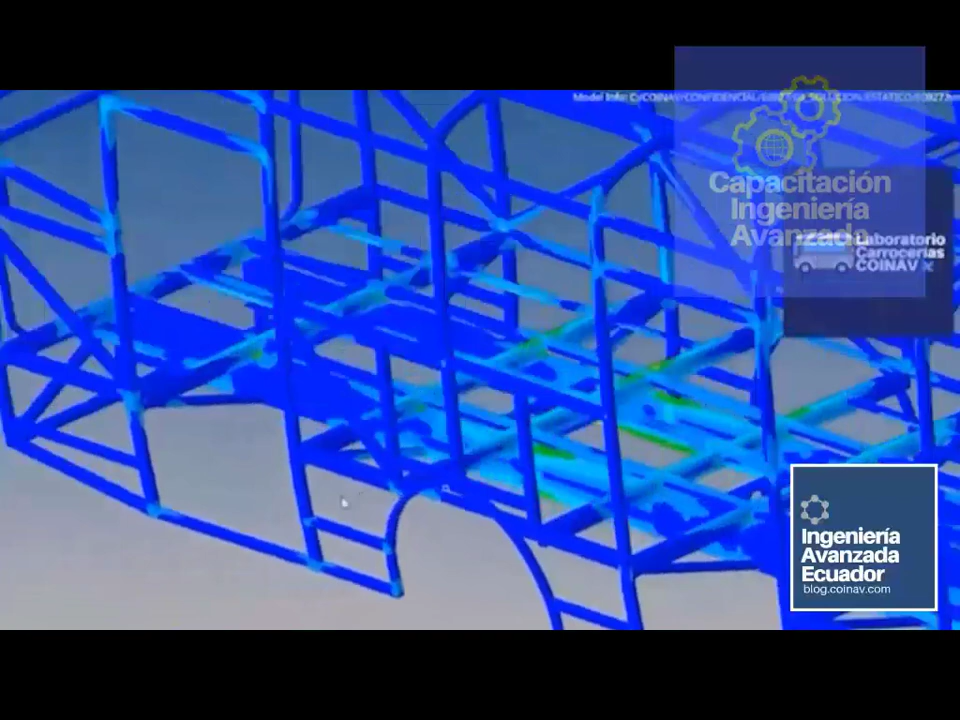 Capacitación
Ingeniería
Avanzada
Laboratorio
Carrocerías
COINAV
Ingeniería
Avanzada
Ecuador
blog.coinav.com